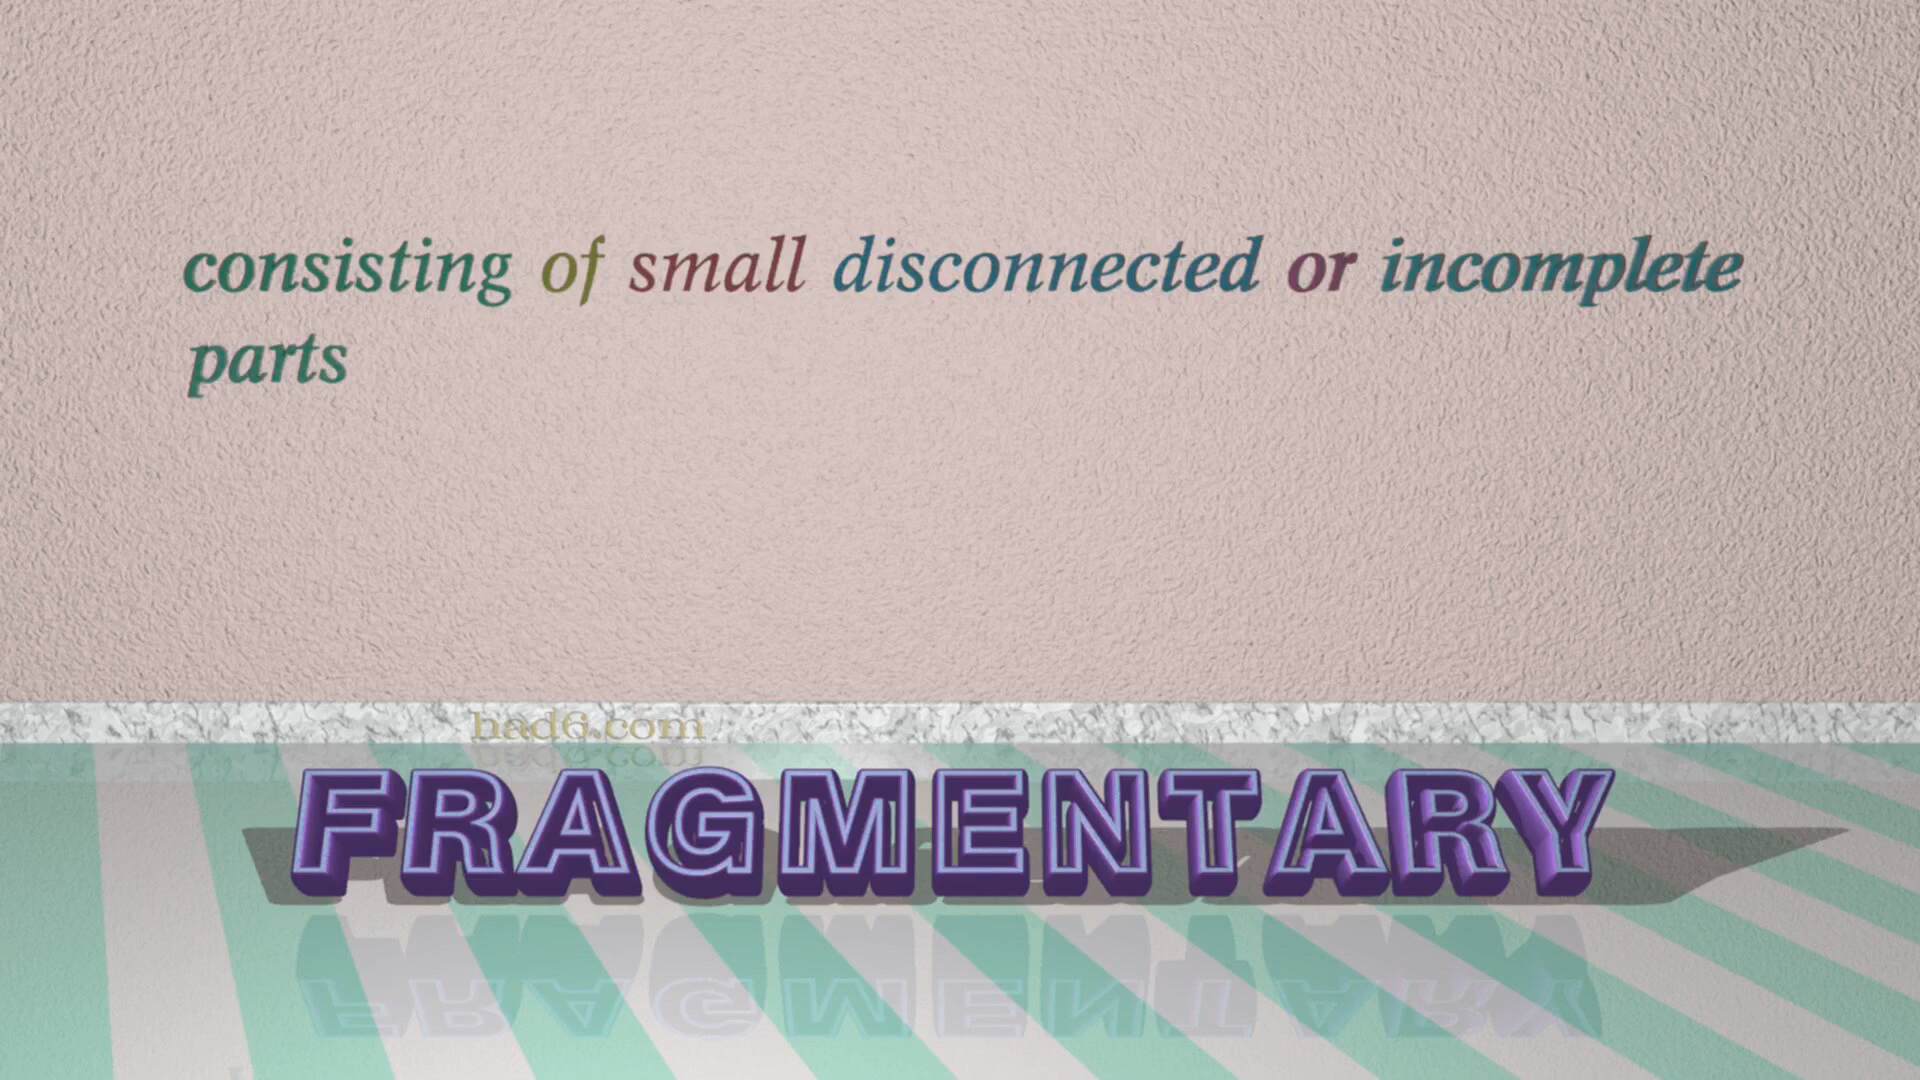 consisting of small disconnected or incomplete
parts
had6.com
FRAGMENTARY